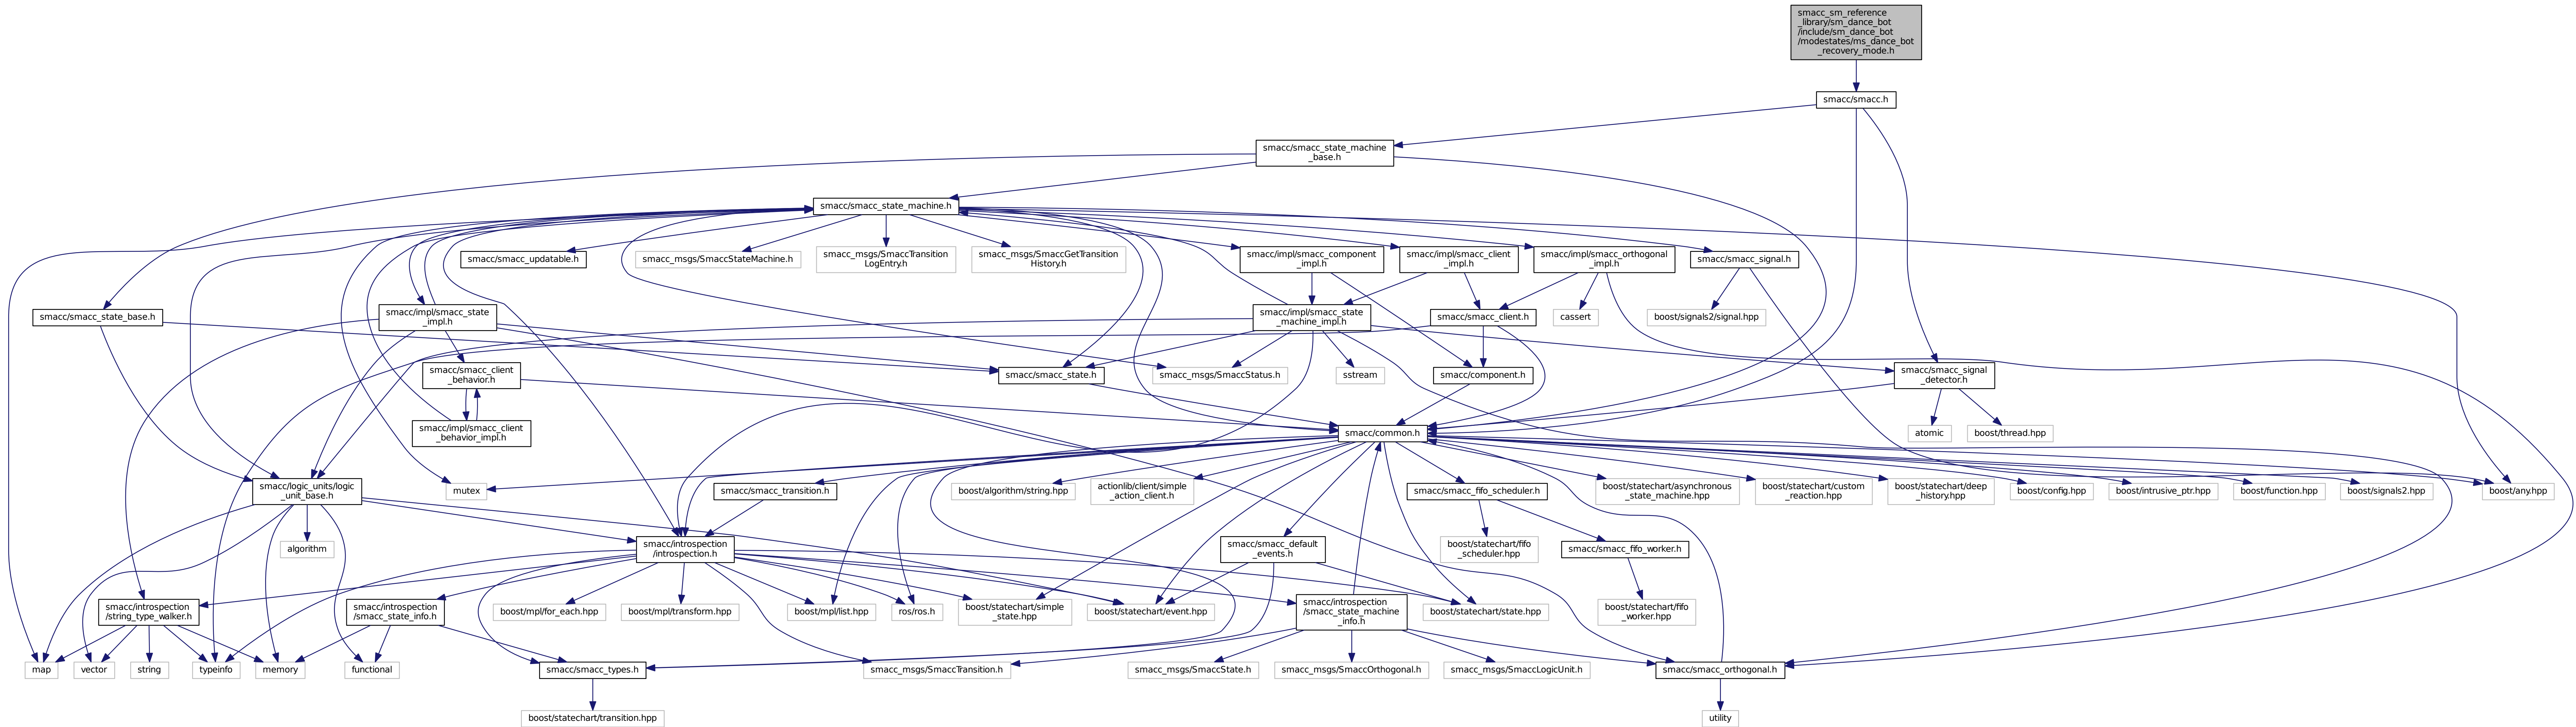 smacc_sm_reference
_library/sm_dance_bot
/include/sm_dance_bot
/modestates/ms_dance_bot
_recovery_mode.h
smacc/smacc.h
smacc/smacc_state_machine
_base.h
smacc/smacc_state_machine.h
smacc/smacc_updatable.h
smacc_msgs/SmaccStateMachine.h
smacc_msgs/SmaccTransition
LogEntry.h
smacc_msgs/SmaccGetTransition
History.h
smacc/impl/smacc_component
_impl.h
smacc/impl/smacc_client
_impl.h
smacc/impl/smacc_orthogonal
_impl.h
smacc/smacc_signal.h
smacc/smacc_state_base.h
smacc/impl/smacc_state
_impl.h
smacc/impl/smacc_state
_machine_impl.h
smacc/smacc_client.h
cassert
boost/signals2/signal.hpp
smacc/smacc_client
_behavior.h
smacc/smacc_state.h
smacc_msgs/SmaccStatus.h
sstream
smacc/component.h
smacc/smacc_signal
_detector.h
smacc/impl/smacc_client
_behavior_impl.h
smacc/common.h
atomic
boost/thread.hpp
smacc/logic_units/logic
_unit_base.h
mutex
smacc/smacc_transition.h
boost/algorithm/string.hpp
actionlib/client/simple
_action_client.h
smacc/smacc_fifo_scheduler.h
boost/statechart/asynchronous
_state_machine.hpp
boost/statechart/custom
_reaction.hpp
boost/statechart/deep
_history.hpp
boost/config.hpp
boost/intrusive_ptr.hpp
boost/function.hpp
boost/signals2.hpp
boost/any.hpp
algorithm
smacc/introspection
/introspection.h
smacc/smacc_default
_events.h
boost/statechart/fifo
_scheduler.hpp
smacc/smacc_fifo_worker.h
smacc/introspection
/string_type_walker.h
smacc/introspection
/smacc_state_info.h
boost/mpl/for_each.hpp
boost/mpl/transform.hpp
boost/mpl/list.hpp
ros/ros.h
boost/statechart/simple
_state.hpp
boost/statechart/event.hpp
smacc/introspection
/smacc_state_machine
_info.h
boost/statechart/state.hpp
boost/statechart/fifo
_worker.hpp
map
vector
string
typeinfo
memory
functional
smacc/smacc_types.h
smacc_msgs/SmaccTransition.h
smacc_msgs/SmaccState.h
smacc_msgs/SmaccOrthogonal.h
smacc_msgs/SmaccLogicUnit.h
smacc/smacc_orthogonal.h
boost/statechart/transition.hpp
utility